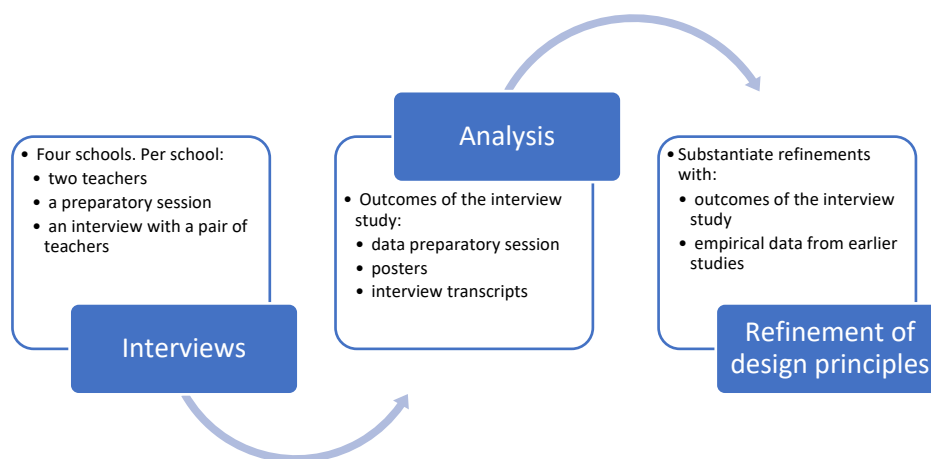 • Four schools. Per school:
• two teachers
• a preparatory session
• an interview with a pair of
teachers
Interviews
Analysis
• Outcomes of the interview
study:
• data preparatory session
• posters
• interview transcripts
• Substantiate refinements
with:
• outcomes of the interview
study
• empirical data from earlier
studies
Refinement of
design principles